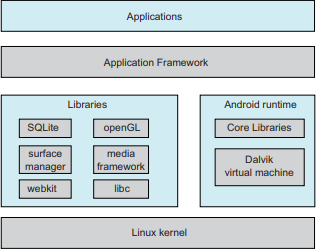 Applications
Application Framework
Libraries
SQLite
openGL
surface
manager
media
framework
webkit
libc
Android runtime
Core Libraries
Dalvik
virtual machine
Linux kernel